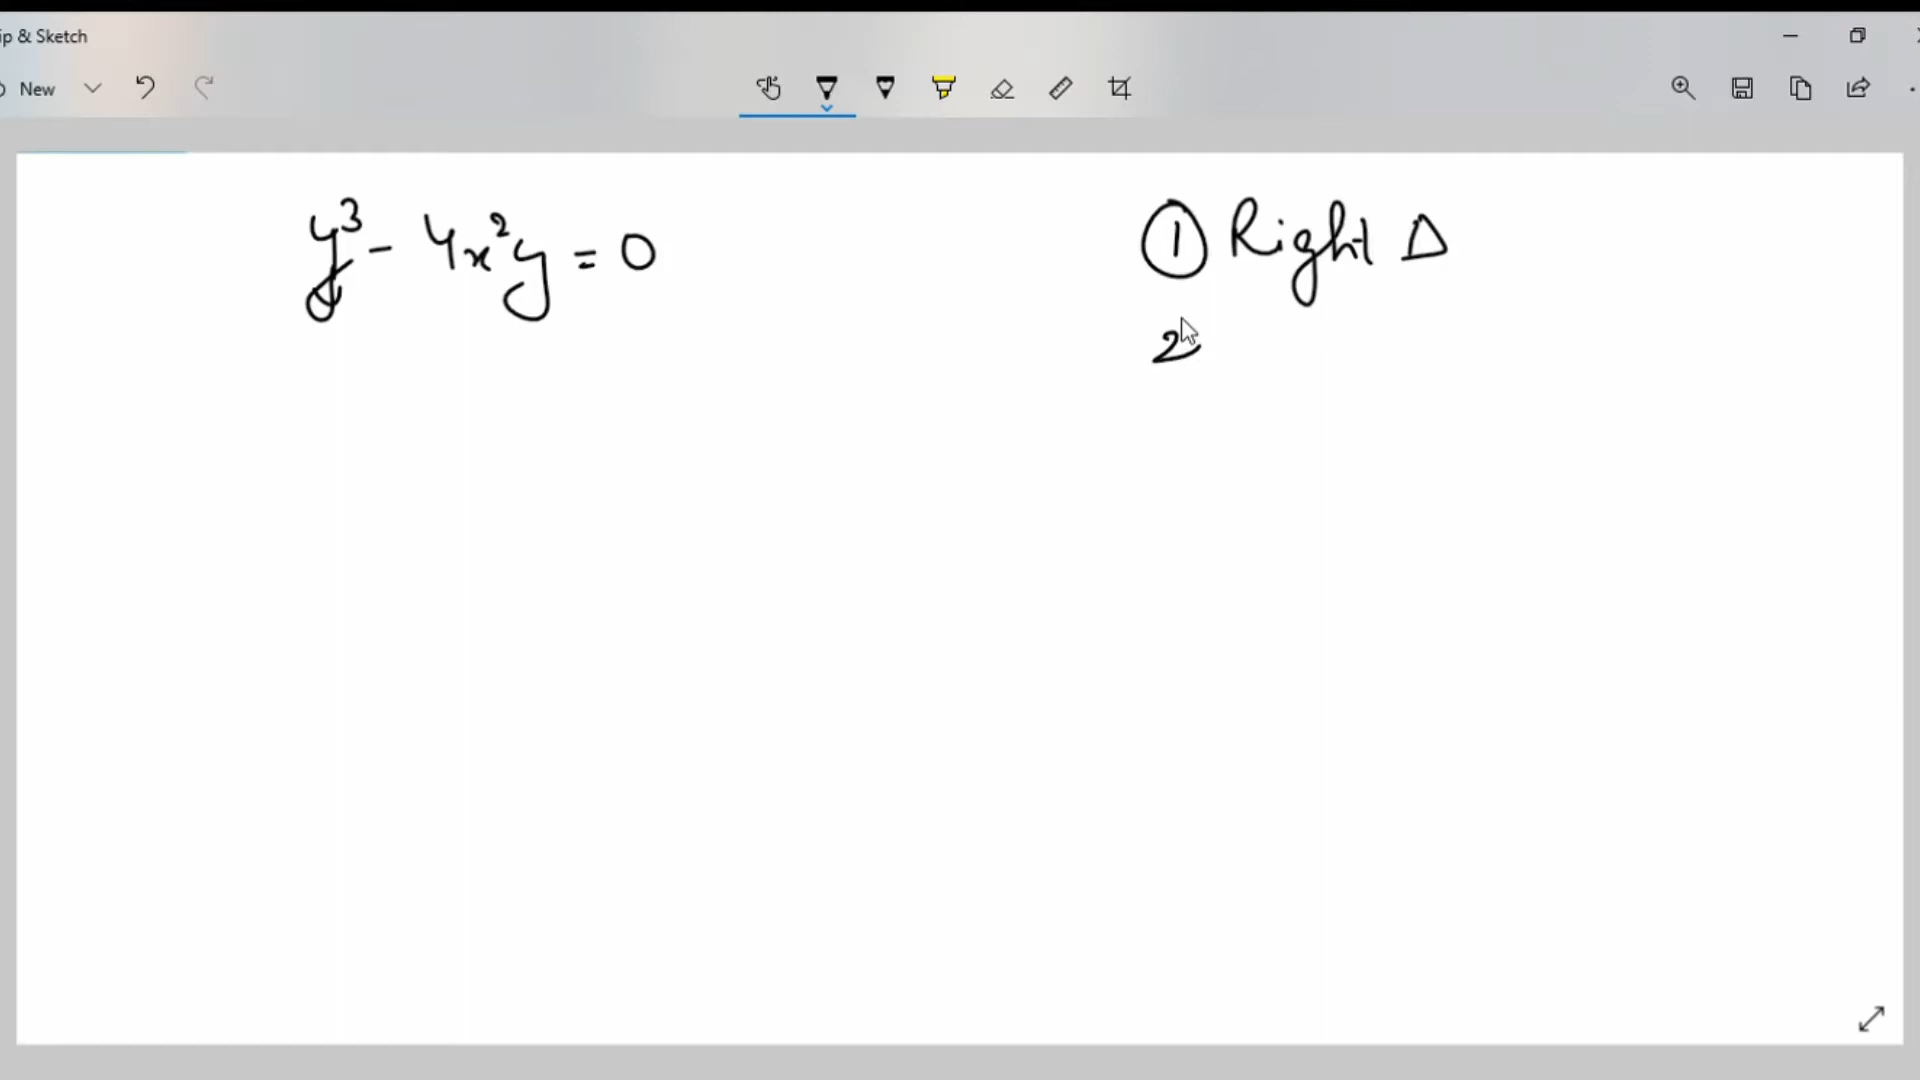 ip & Sketch
New
y³ - 4x²y = 0
① Right Δ
2